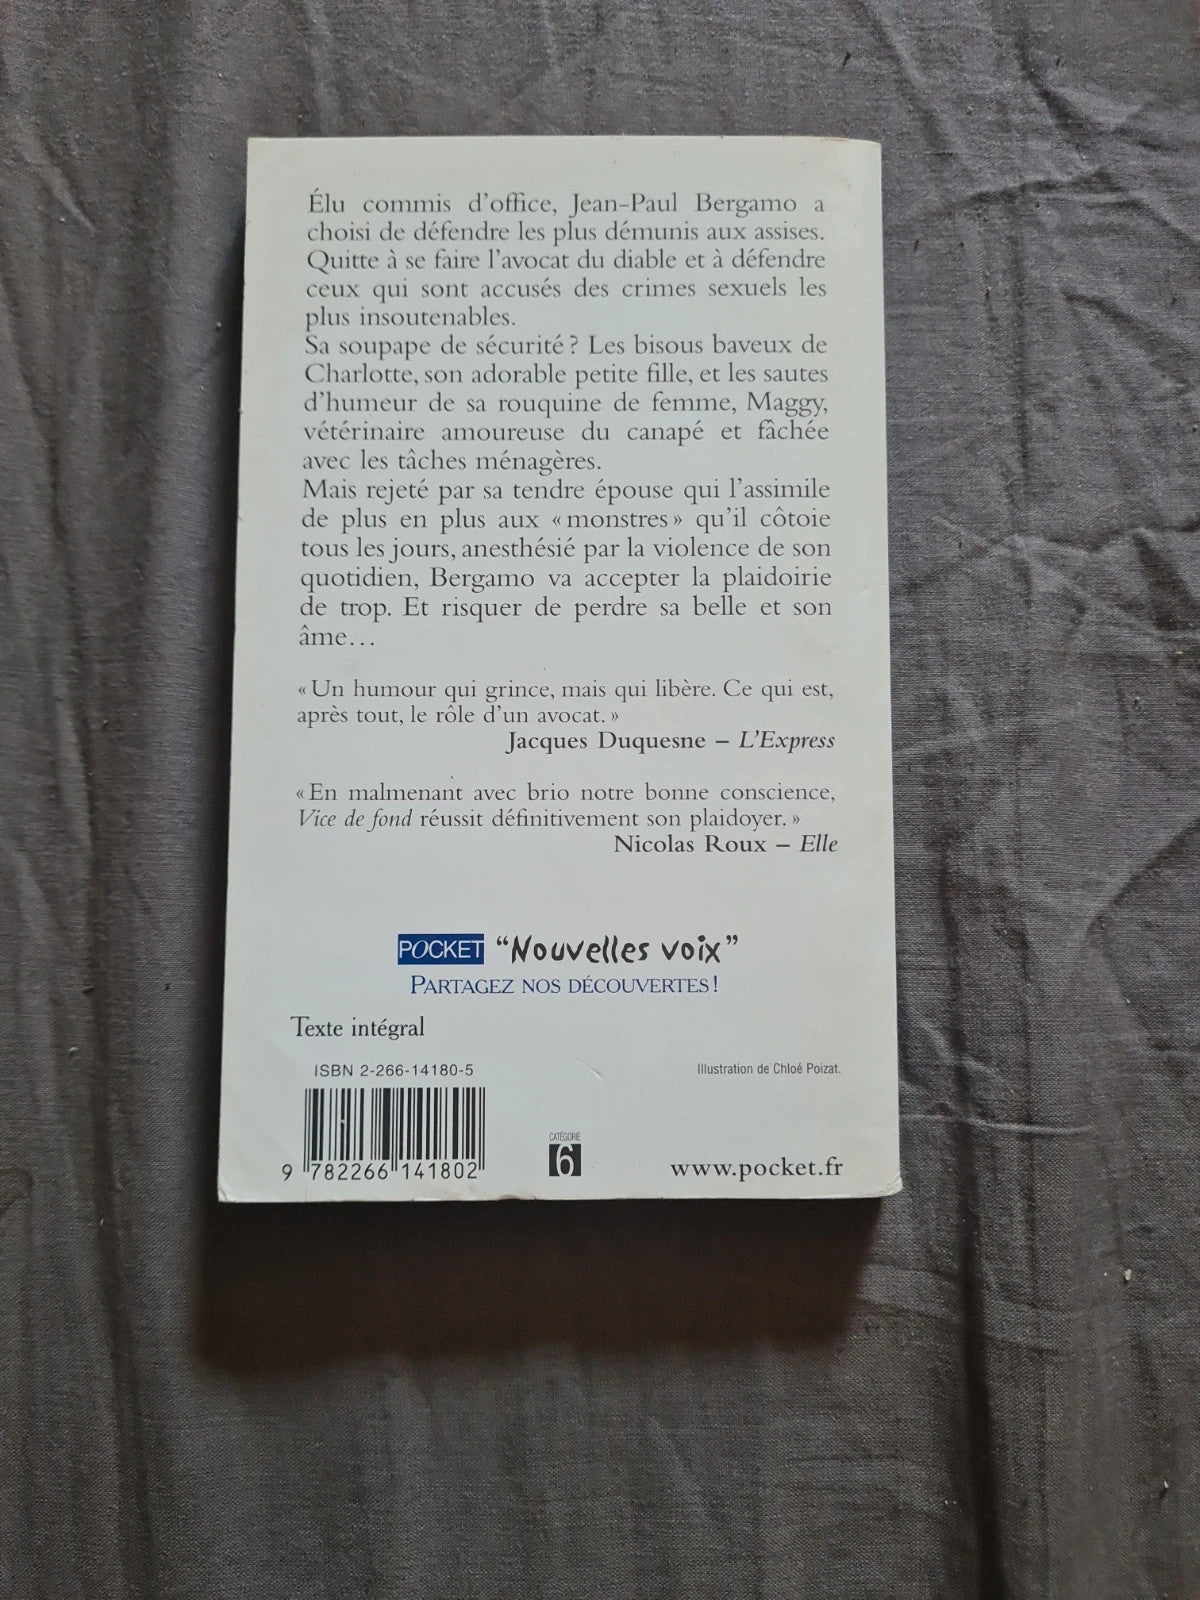 Élu commis d'office, Jean-Paul Bergamo a
choisi de défendre les plus démunis aux assises.
Quitte à se faire l'avocat du diable et à défendre
ceux qui sont accusés des crimes sexuels les
plus insoutenables.
Sa soupape de sécurité ? Les bisous baveux de
Charlotte, son adorable petite fille, et les sautes
d'humeur de sa rouquine de femme, Maggy,
vétérinaire amoureuse du canapé et fâchée
avec les tâches ménagères.
Mais rejeté par sa tendre épouse qui l'assimile
de plus en plus aux « monstres » qu'il côtoie
tous les jours, anesthésié par la violence de son
quotidien, Bergamo va accepter la plaidoirie
de trop. Et risquer de perdre sa belle et son
âme…
« Un humour qui grince, mais qui libère. Ce qui est,
après tout, le rôle d'un avocat. »
Jacques Duquesne – L'Express
« En malmenant avec brio notre bonne conscience,
Vice de fond réussit définitivement son plaidoyer. »
Nicolas Roux – Elle
POCKET "Nouvelles voix"
PARTAGEZ NOS DÉCOUVERTES !
Texte intégral
ISBN 2-266-14180-5
Illustration de Chloé Poizat.
9 782266 141802
CATÉGORIE
6
www.pocket.fr